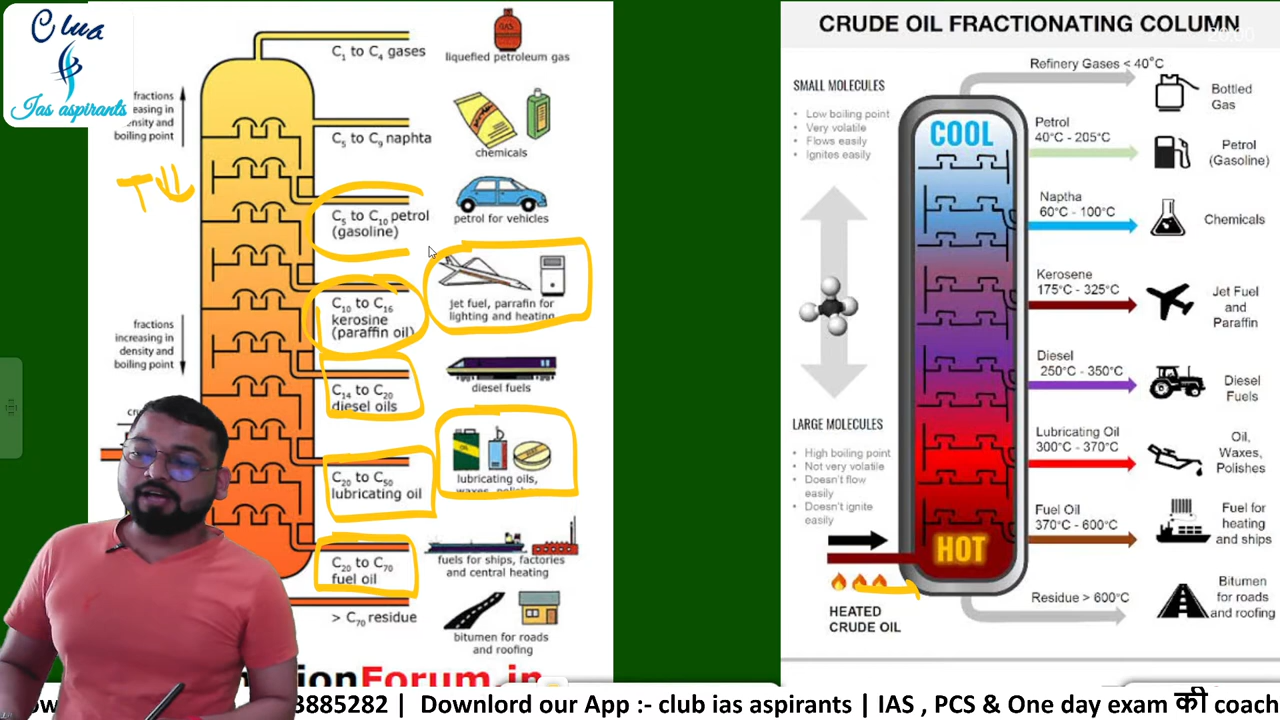 Club
Ias aspirants
fractions
easing in
nsity and
boiling point
T
fractions
increasing in
density and
boiling point
C1 to C4 gases
liquefied petroleum gas
C5 to C9 naphta
chemicals
C5 to C10 petrol
(gasoline)
petrol for vehicles
C10 to C16
kerosine
(paraffin oil)
jet fuel, parrafin for
lighting and heating
C14 to C20
diesel oils
diesel fuels
C20 to C50
lubricating oil
OIL
lubricating oils,
waxes, polish
C20 to C70
fuel oil
fuels for ships, factories
and central heating
> C70 residue
bitumen for roads
and roofing
ionForum.in
CRUDE OIL FRACTIONATING COLUMN
SMALL MOLECULES
• Low boiling point
• Very volatile
• Flows easily
• Ignites easily
LARGE MOLECULES
• High boiling point
• Not very volatile
• Doesn't flow
easily
• Doesn't ignite
easily
COOL
HOT
HEATED
CRUDE OIL
Refinery Gases < 40°C
Bottled
Gas
Petrol
40°C - 205°C
Petrol
(Gasoline)
Naptha
60°C - 100°C
Chemicals
Kerosene
175°C - 325°C
Jet Fuel
and
Paraffin
Diesel
250°C - 350°C
Diesel
Fuels
Lubricating Oil
300°C - 370°C
Oil,
Waxes,
Polishes
Fuel Oil
370°C - 600°C
Fuel for
heating
and ships
Residue > 600°C
Bitumen
for roads
and roofing
3885282 | Downlord our App :- club ias aspirants | IAS , PCS & One day exam की coach